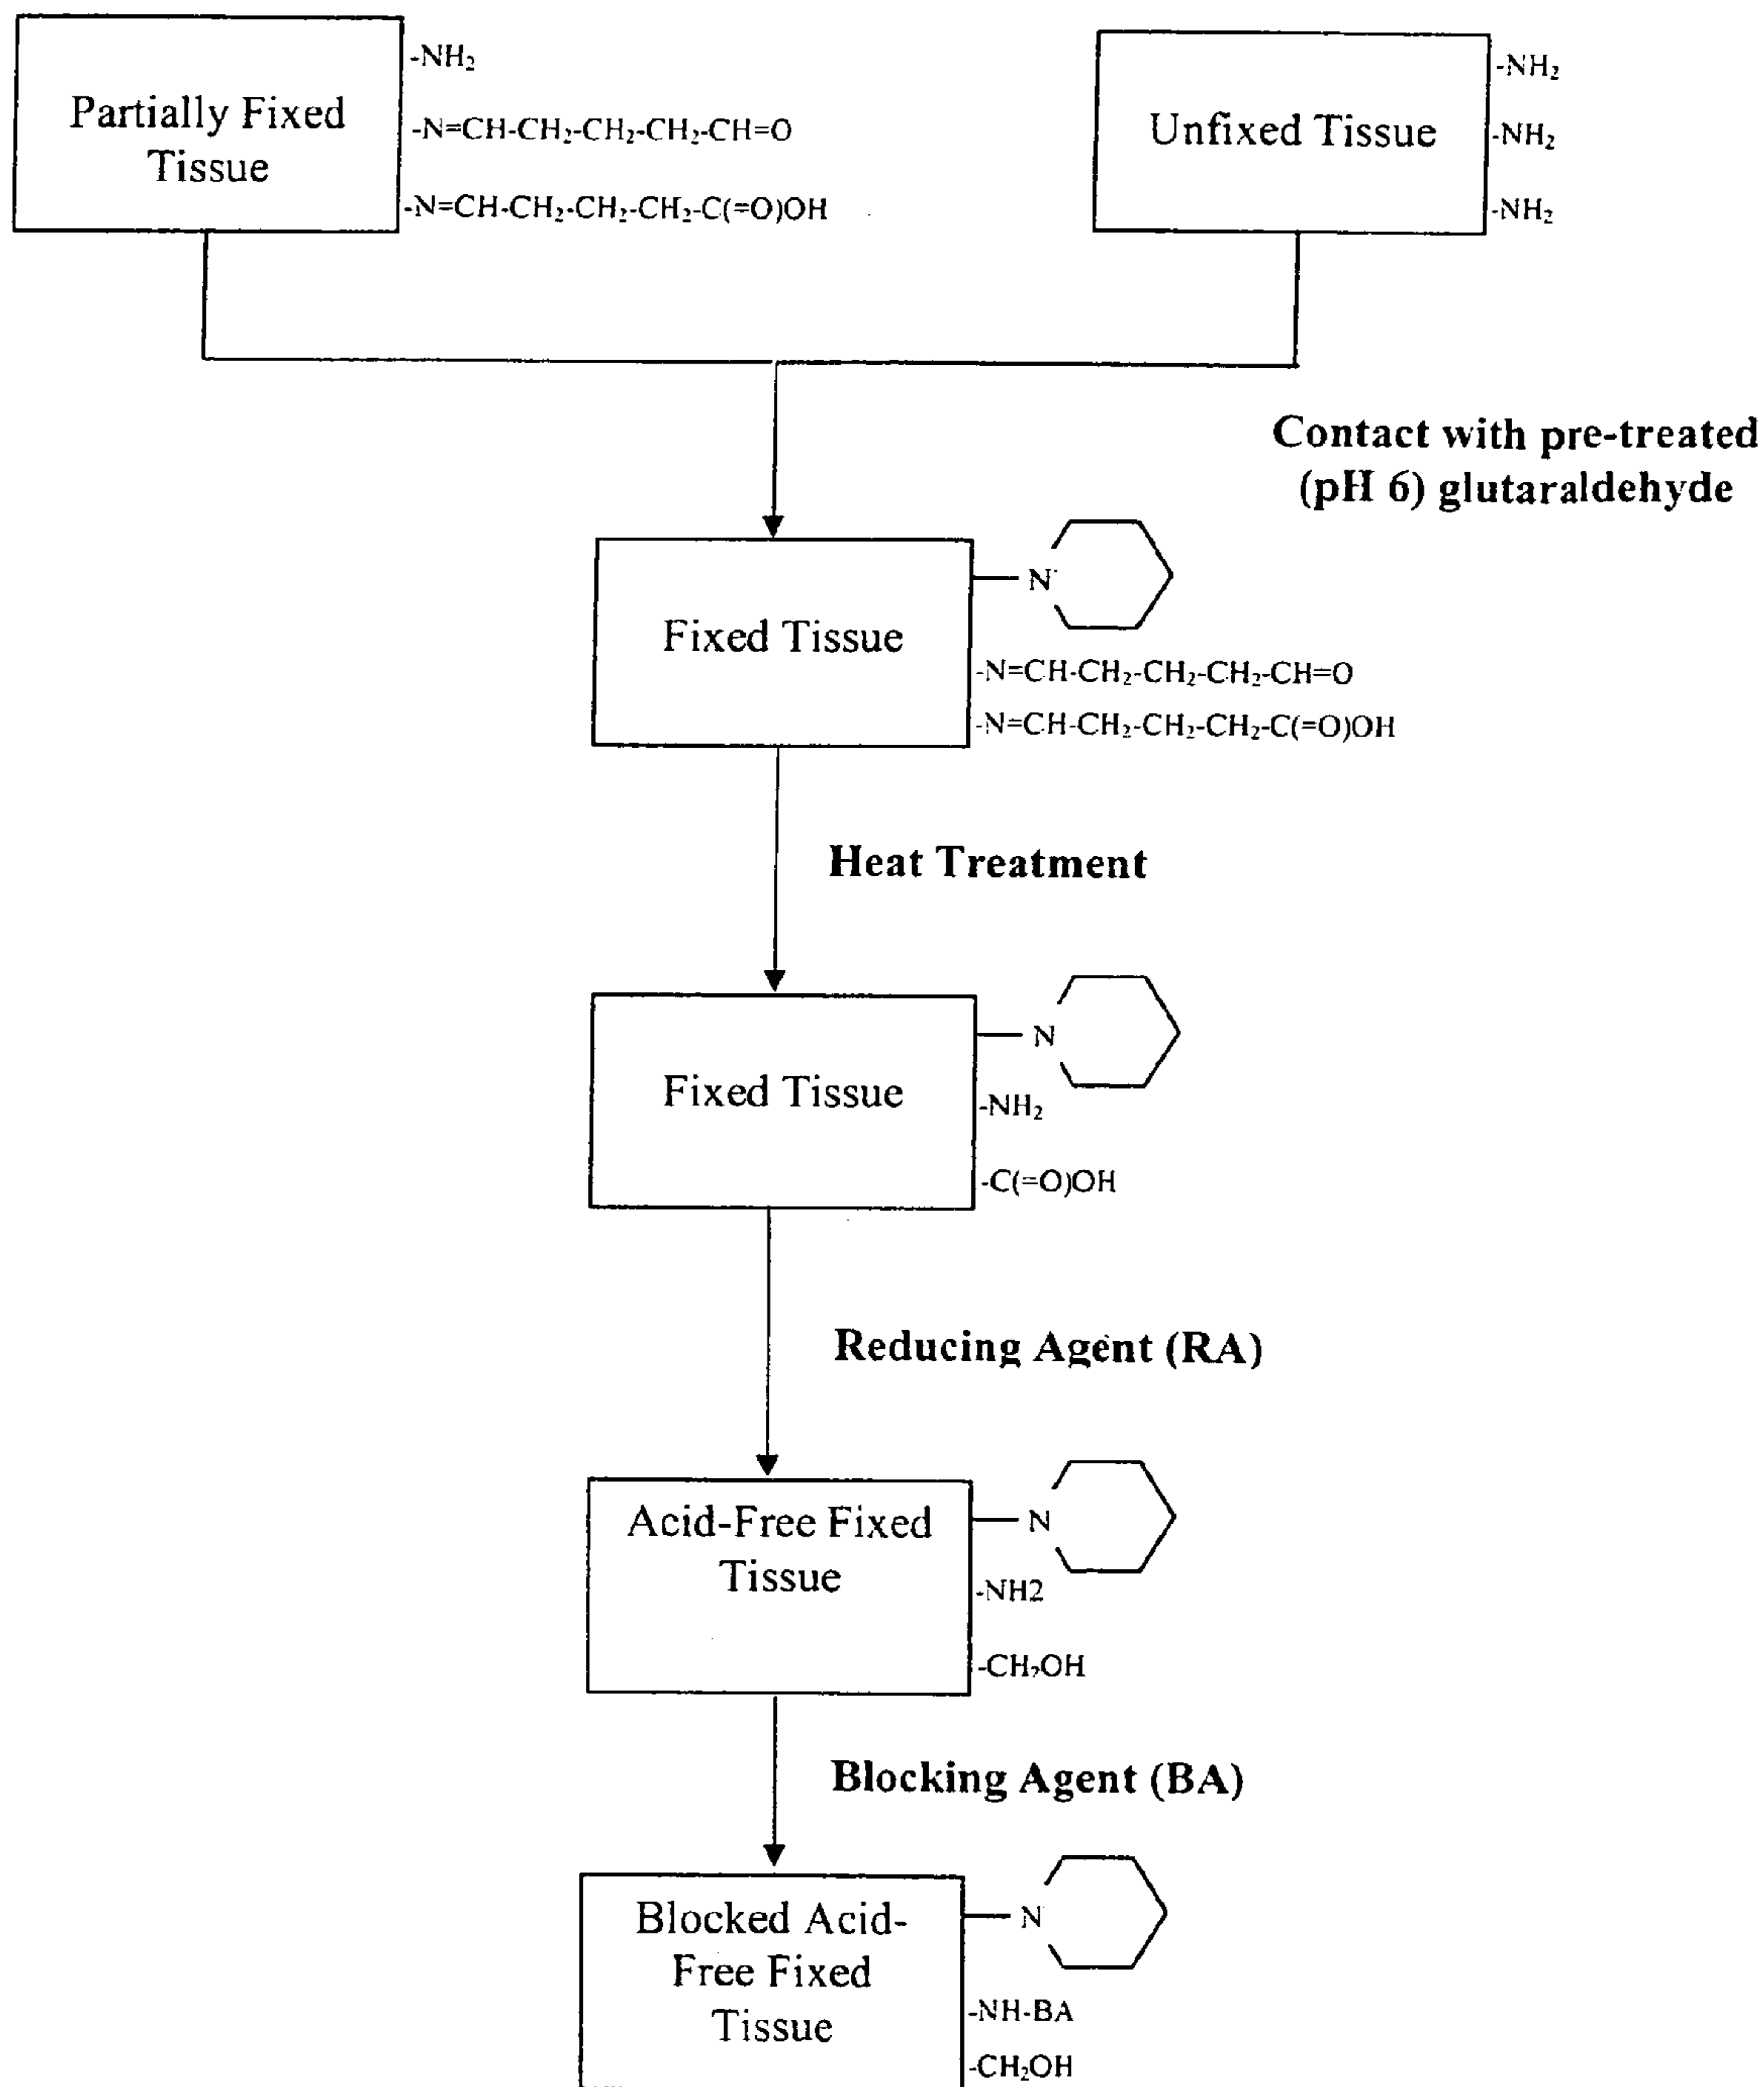 Partially Fixed
Tissue
-NH₂
-N=CH-CH₂-CH₂-CH₂-CH=O
-N=CH-CH₂-CH₂-CH₂-C(=O)OH
Unfixed Tissue
-NH₂
-NH₂
-NH₂
Contact with pre-treated
(pH 6) glutaraldehyde
Fixed Tissue
N
-N=CH-CH₂-CH₂-CH₂-CH=O
-N=CH-CH₂-CH₂-CH₂-C(=O)OH
Heat Treatment
Fixed Tissue
N
-NH₂
-C(=O)OH
Reducing Agent (RA)
Acid-Free Fixed
Tissue
N
-NH2
-CH₂OH
Blocking Agent (BA)
Blocked Acid-
Free Fixed
Tissue
N
-NH-BA
-CH₂OH